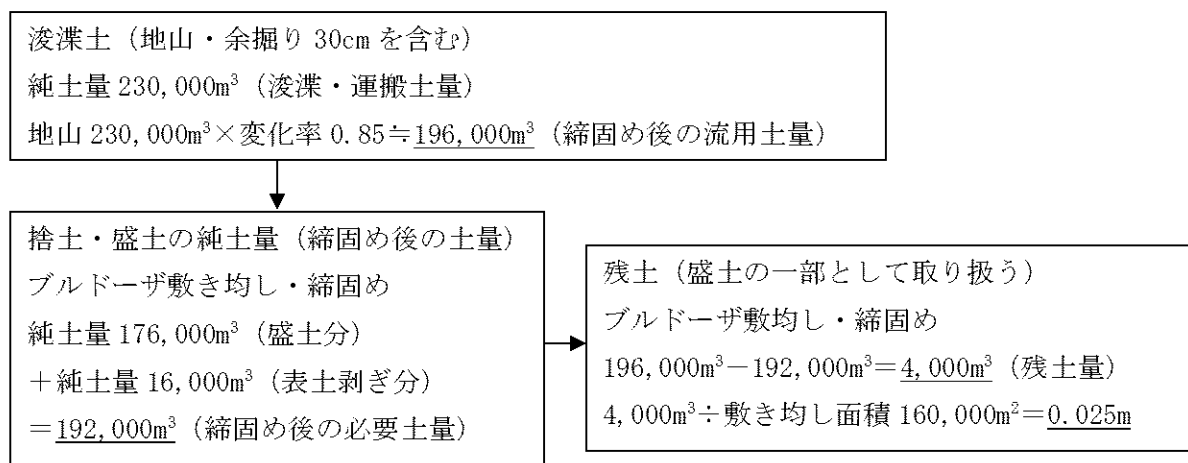 浚渫土（地山・余掘り 30cm を含む）
純土量 230,000m³（浚渫・運搬土量）
地山 230,000m³×変化率 0.85≒196,000m³（締固め後の流用土量）
捨土・盛土の純土量（締固め後の土量）
ブルドーザ敷き均し・締固め
純土量 176,000m³（盛土分）
＋純土量 16,000m³（表土剥ぎ分）
＝192,000m³（締固め後の必要土量）
残土（盛土の一部として取り扱う）
ブルドーザ敷均し・締固め
196,000m³－192,000m³＝4,000m³（残土量）
4,000m³÷敷き均し面積 160,000m²＝0.025m